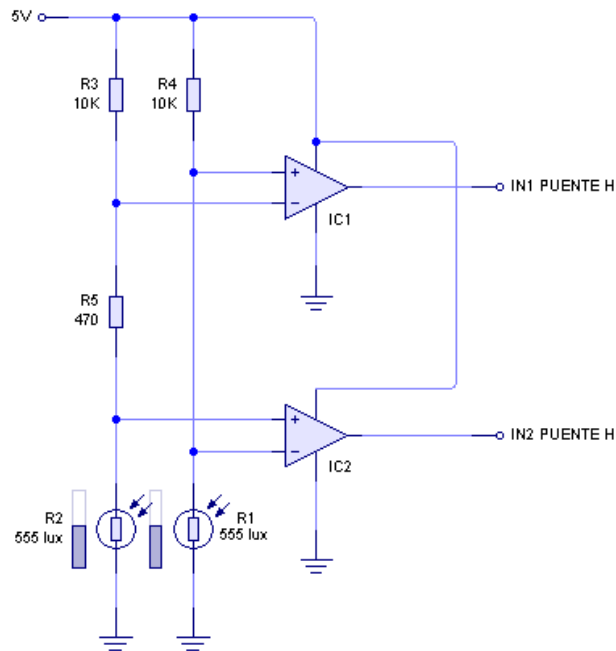 5V
R3
10K
R4
10K
+
−
IC1
IN1 PUENTE H
R5
470
+
−
IC2
IN2 PUENTE H
R2
555 lux
R1
555 lux